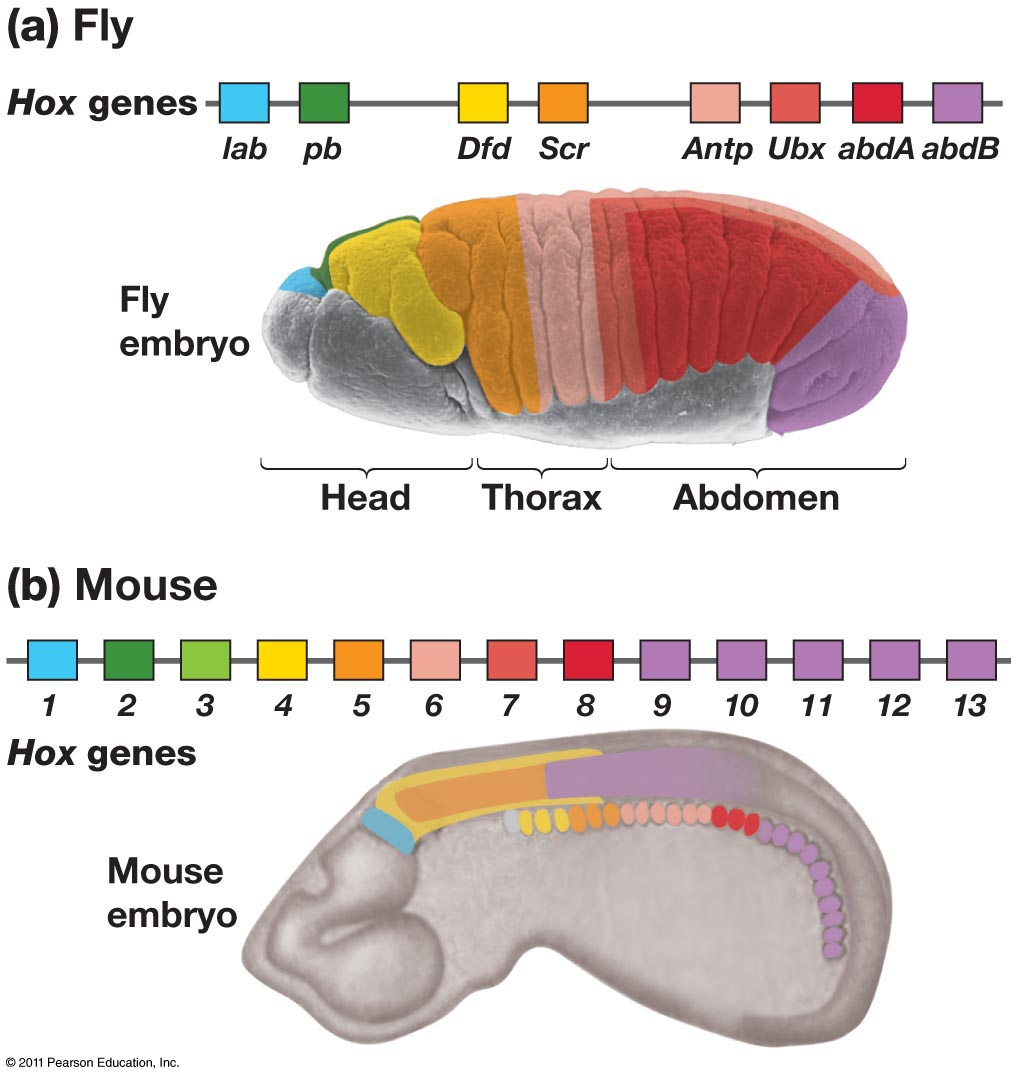 (a) Fly
Hox genes
lab pb Dfd Scr Antp Ubx abdA abdB
Fly
embryo
Head Thorax Abdomen
(b) Mouse
1 2 3 4 5 6 7 8 9 10 11 12 13
Hox genes
Mouse
embryo
© 2011 Pearson Education, Inc.